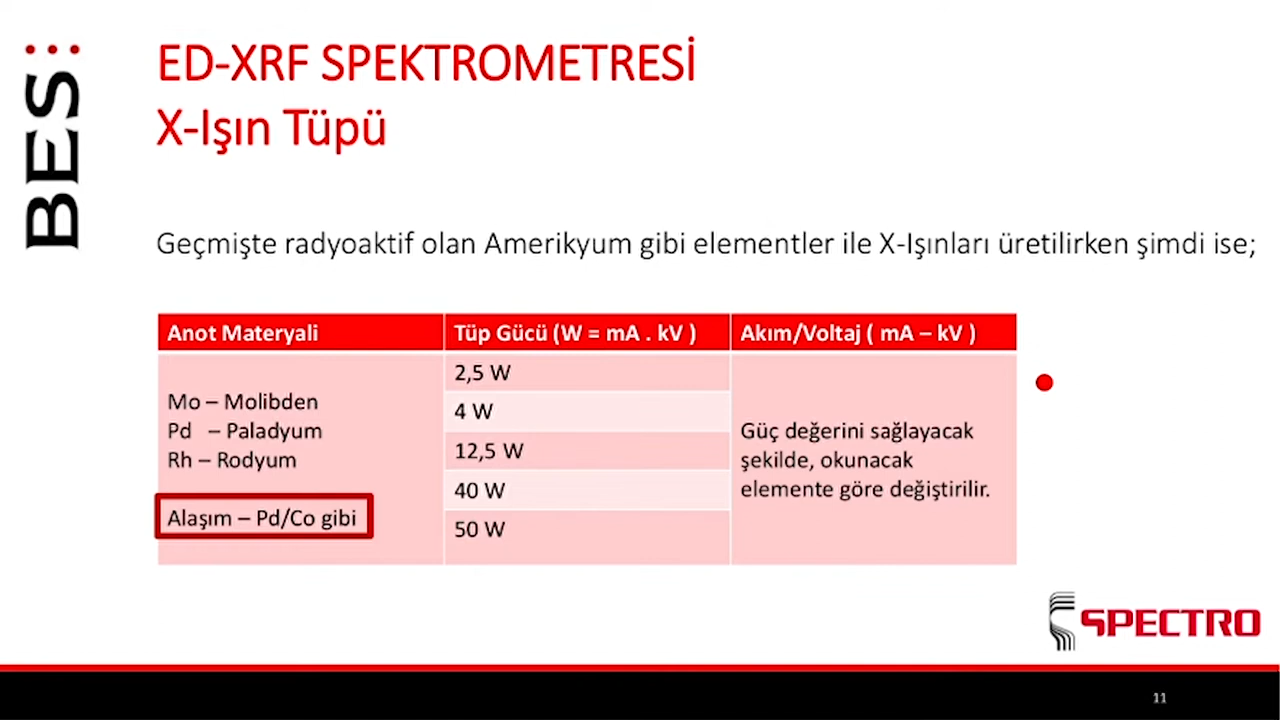 BES
ED-XRF SPEKTROMETRESİ
X-Işın Tüpü
Geçmişte radyoaktif olan Amerikyum gibi elementler ile X-Işınları üretilirken şimdi ise;
Anot Materyali
Tüp Gücü (W = mA . kV )
Akım/Voltaj ( mA – kV )
Mo – Molibden
Pd – Paladyum
Rh – Rodyum
Alaşım – Pd/Co gibi
2,5 W
4 W
12,5 W
40 W
50 W
Güç değerini sağlayacak
şekilde, okunacak
elemente göre değiştirilir.
SPECTRO
11